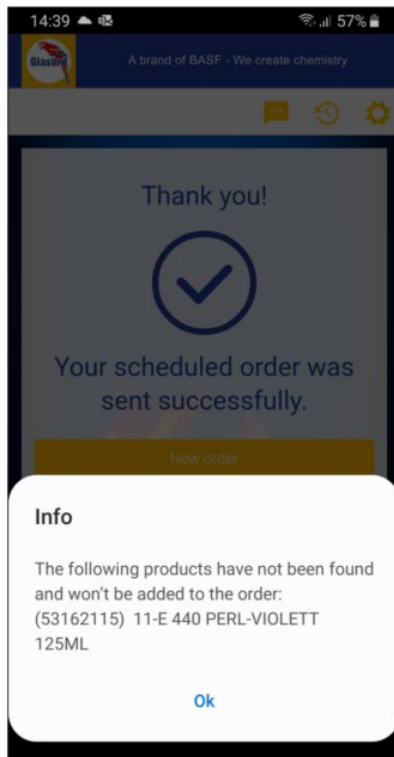 14:39 57%
Glasurit
A brand of BASF - We create chemistry
Thank you!
Your scheduled order was
sent successfully.
New order
Info
The following products have not been found
and won't be added to the order:
(53162115) 11-E 440 PERL-VIOLETT
125ML
Ok